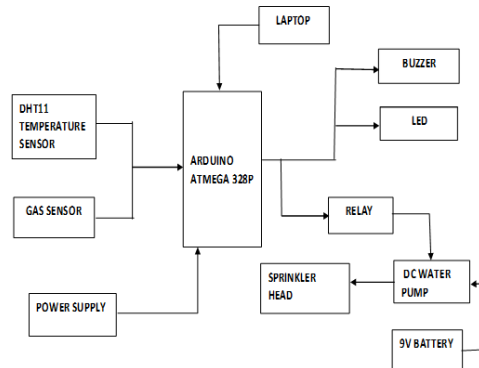 LAPTOP
BUZZER
DHT11
TEMPERATURE
SENSOR
LED
ARDUINO
ATMEGA 328P
GAS SENSOR
RELAY
SPRINKLER
HEAD
DC WATER
PUMP
POWER SUPPLY
9V BATTERY